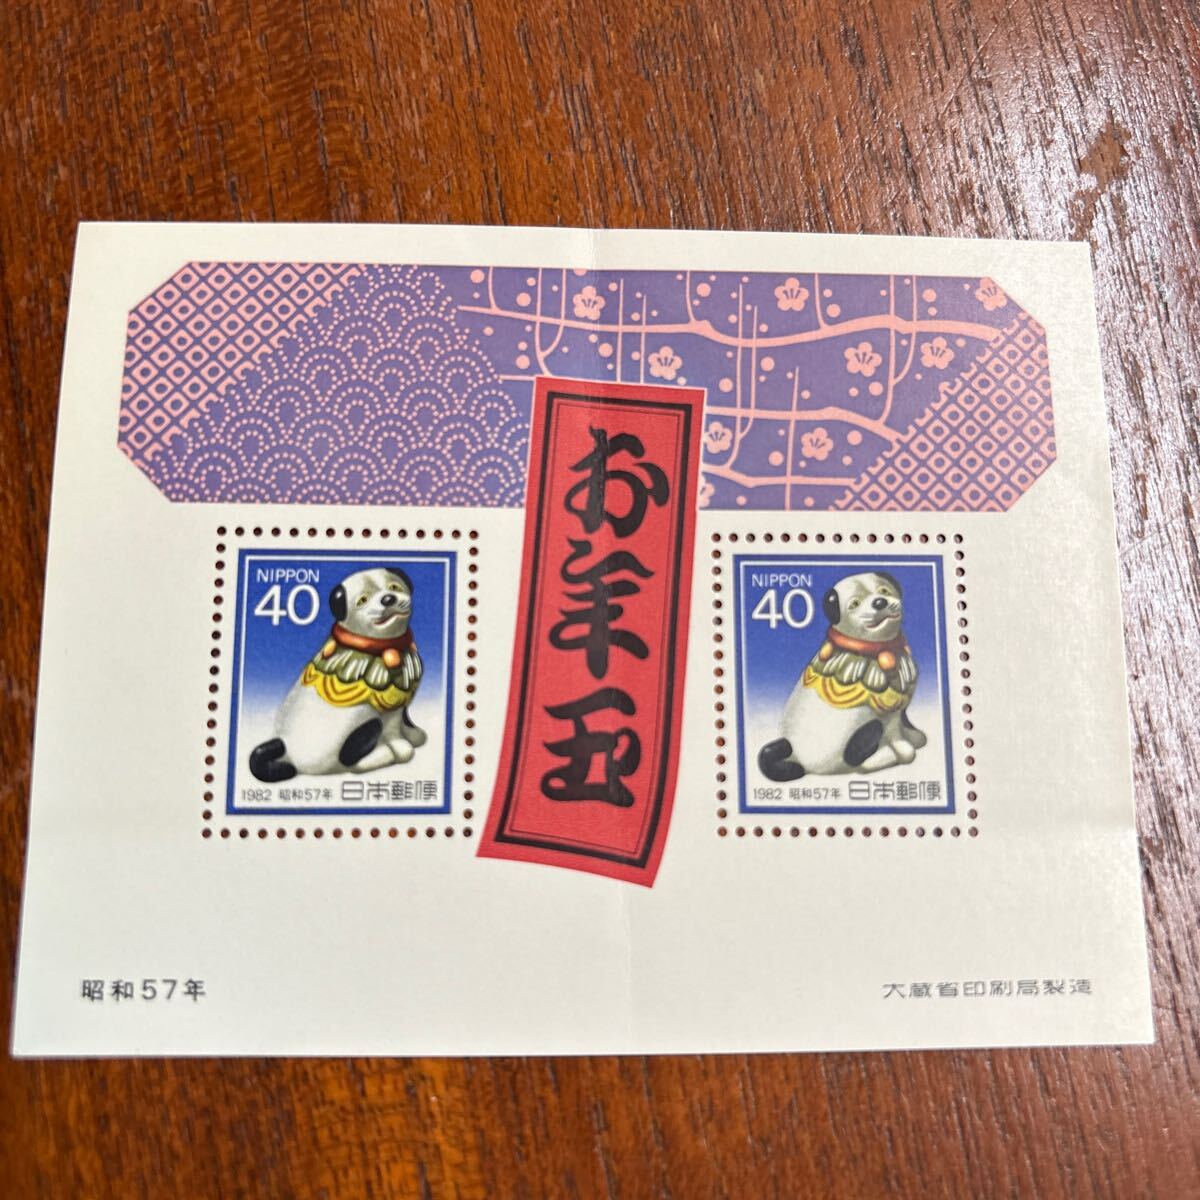 お年玉
NIPPON
40
1982 昭和57年 日本郵便
NIPPON
40
1982 昭和57年 日本郵便
昭和57年
大蔵省印刷局製造